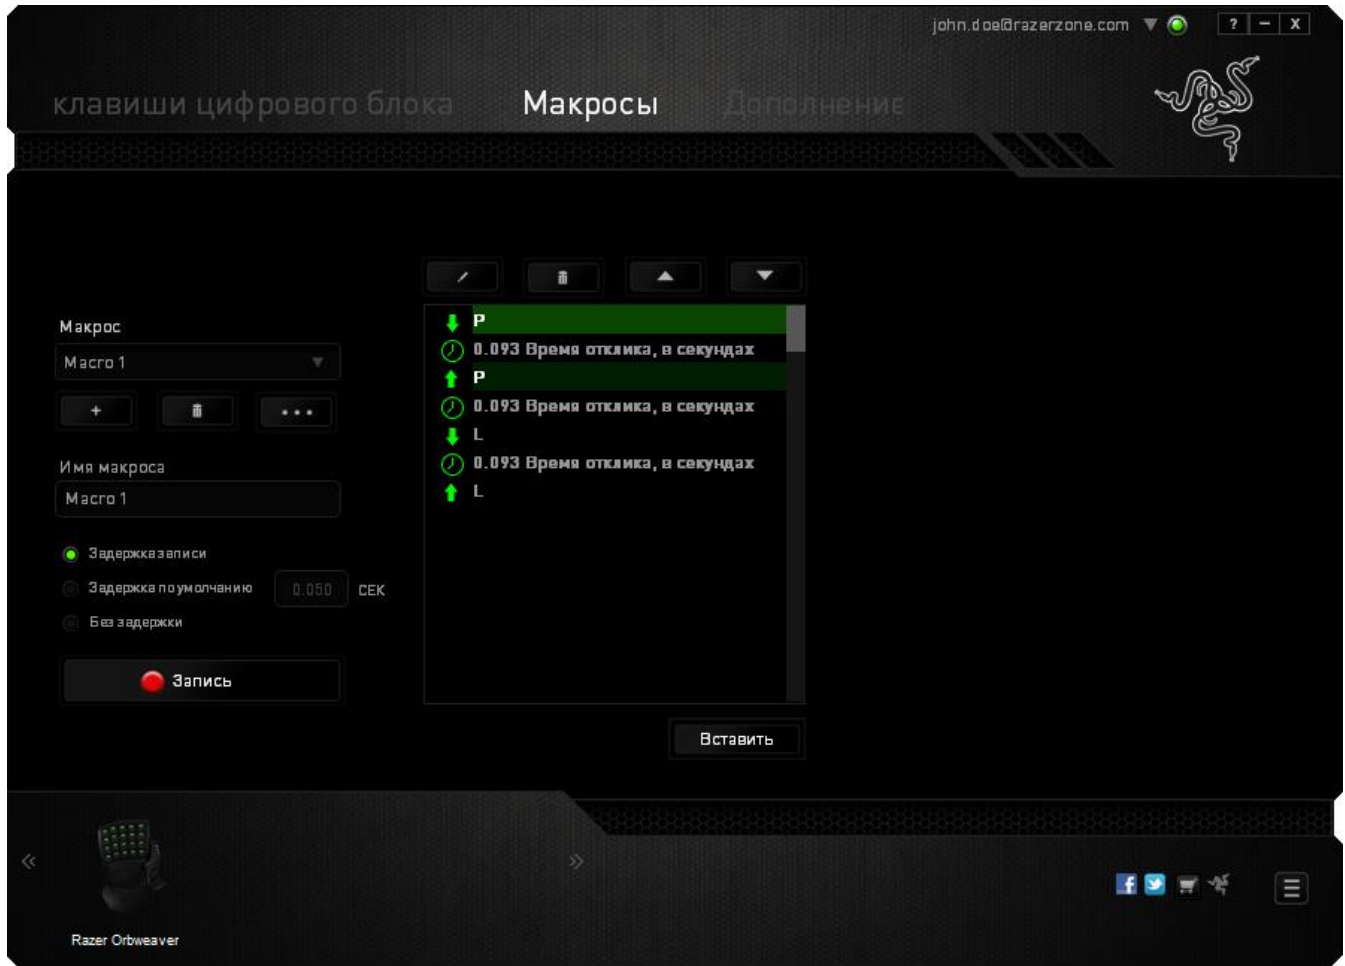 john.doe@razerzone.com
? – X
клавиши цифрового блока Макросы Дополнение
Макрос
Macro 1
+
Имя макроса
Macro 1
Задержка записи
Задержка по умолчанию 0.050 СЕК
Без задержки
Запись
P
0.093 Время отклика, в секундах
P
0.093 Время отклика, в секундах
L
0.093 Время отклика, в секундах
L
Вставить
Razer Orbweaver